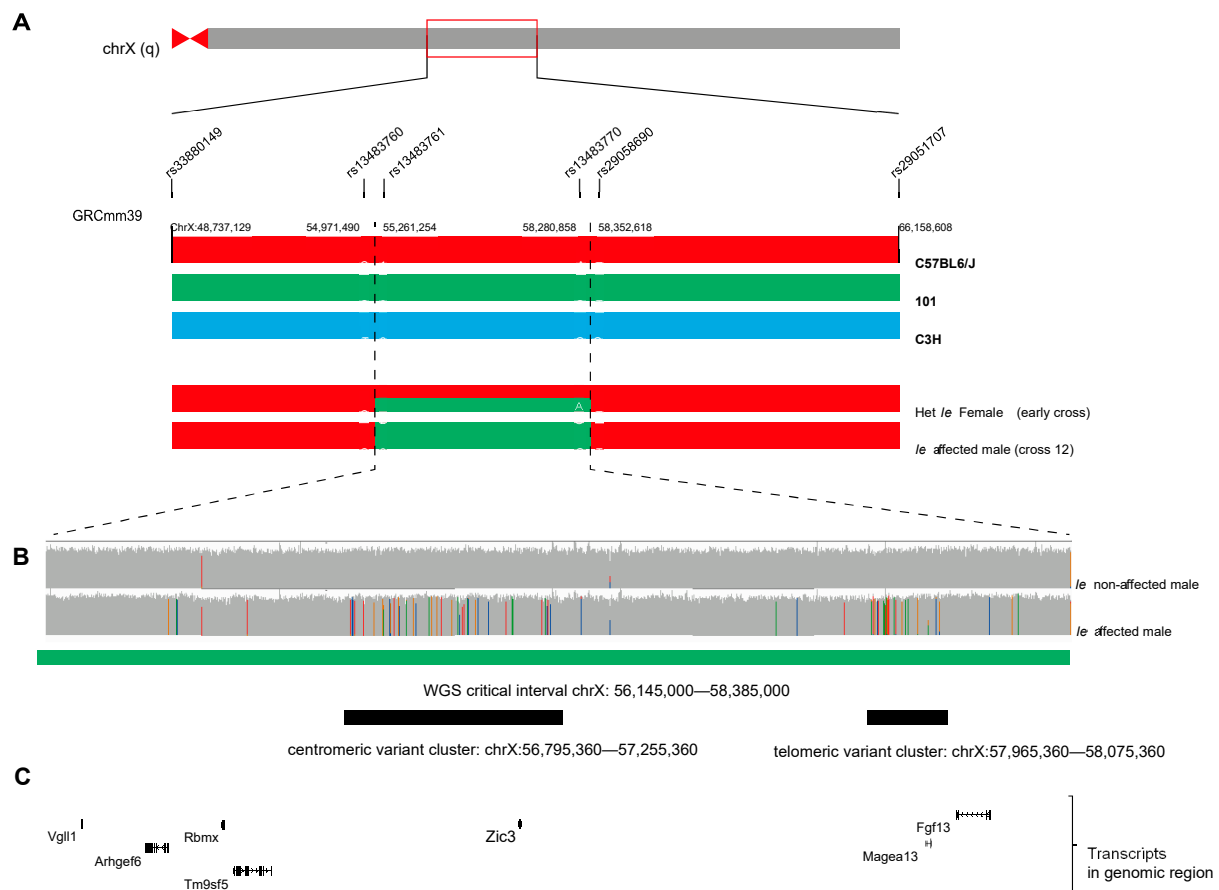 A
chrX (q)
rs33880149
rs13483760
rs13483761
rs13483770
rs29058690
rs29051707
GRCmm39
ChrX:48,737,129
54,971,490
55,261,254
58,280,858
58,352,618
66,158,608
C57BL6/J
101
C3H
A
Het le Female (early cross)
le affected male (cross 12)
B
le non-affected male
le affected male
WGS critical interval chrX: 56,145,000—58,385,000
centromeric variant cluster: chrX:56,795,360—57,255,360
telomeric variant cluster: chrX:57,965,360—58,075,360
C
Vgll1
Arhgef6
Rbmx
Tm9sf5
Zic3
Fgf13
Magea13
Transcripts
in genomic region